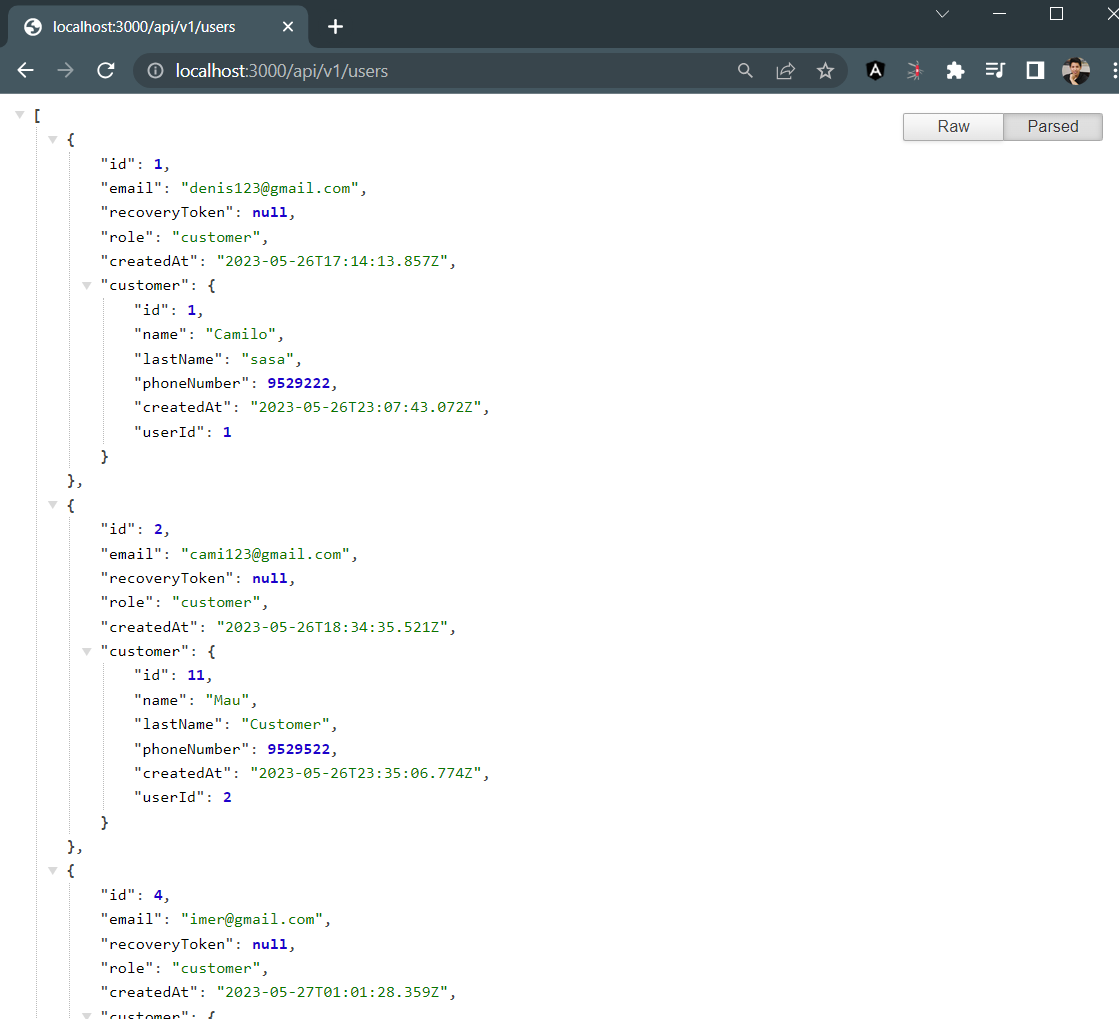 localhost:3000/api/v1/users
localhost:3000/api/v1/users
Raw Parsed
[
{
"id": 1,
"email": "denis123@gmail.com",
"recoveryToken": null,
"role": "customer",
"createdAt": "2023-05-26T17:14:13.857Z",
"customer": {
"id": 1,
"name": "Camilo",
"lastName": "sasa",
"phoneNumber": 9529222,
"createdAt": "2023-05-26T23:07:43.072Z",
"userId": 1
}
},
{
"id": 2,
"email": "cami123@gmail.com",
"recoveryToken": null,
"role": "customer",
"createdAt": "2023-05-26T18:34:35.521Z",
"customer": {
"id": 11,
"name": "Mau",
"lastName": "Customer",
"phoneNumber": 9529522,
"createdAt": "2023-05-26T23:35:06.774Z",
"userId": 2
}
},
{
"id": 4,
"email": "imer@gmail.com",
"recoveryToken": null,
"role": "customer",
"createdAt": "2023-05-27T01:01:28.359Z",
"customer": {